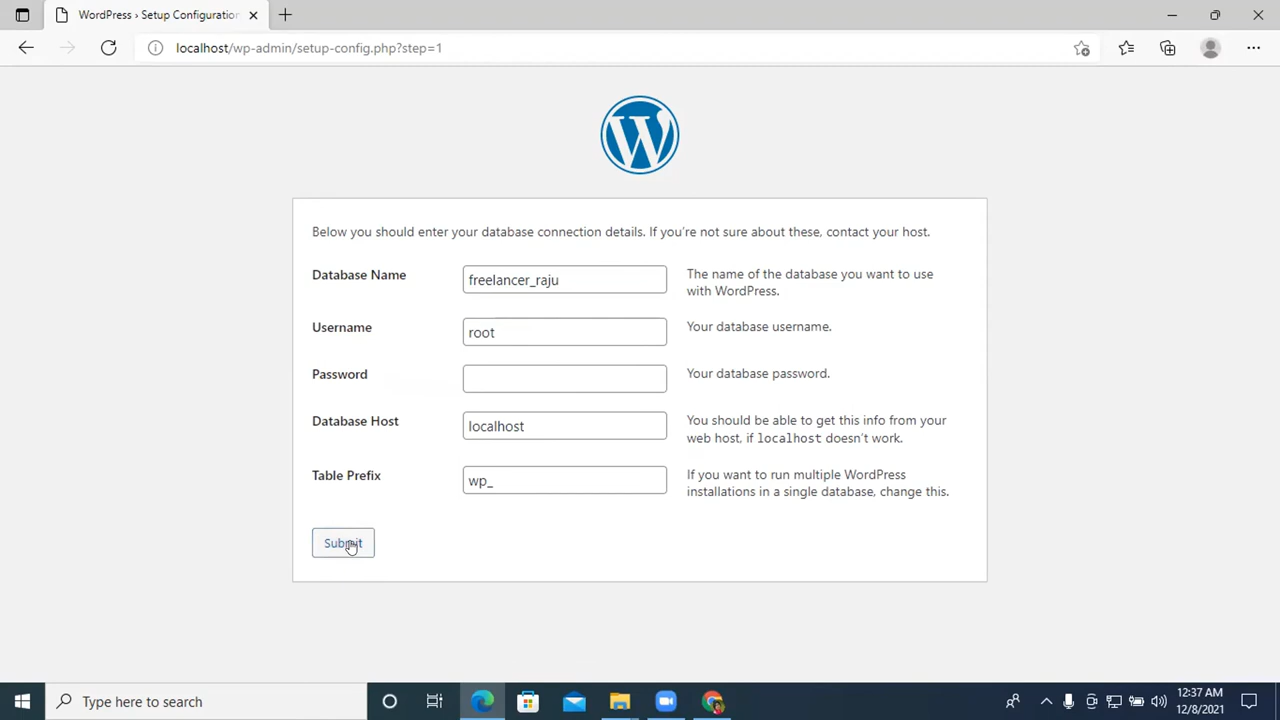 WordPress › Setup Configuration
localhost/wp-admin/setup-config.php?step=1
Below you should enter your database connection details. If you're not sure about these, contact your host.
Database Name
freelancer_raju
The name of the database you want to use
with WordPress.
Username
root
Your database username.
Password
Your database password.
Database Host
localhost
You should be able to get this info from your
web host, if localhost doesn't work.
Table Prefix
wp_
If you want to run multiple WordPress
installations in a single database, change this.
Submit
Type here to search
12:37 AM
12/8/2021